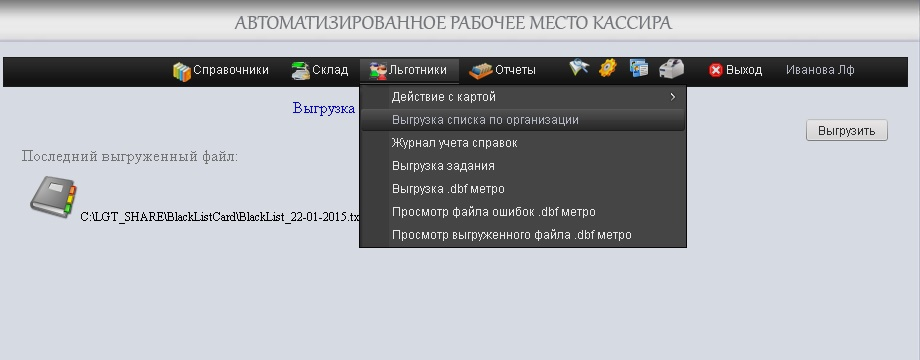 АВТОМАТИЗИРОВАННОЕ РАБОЧЕЕ МЕСТО КАССИРА
Справочники Склад Льготники Отчеты Выход Иванова Лф
Выгрузка
Действие с картой
Выгрузка списка по организации
Выгрузить
Журнал учета справок
Последний выгруженный файл:
Выгрузка задания
Выгрузка .dbf метро
C:\LGT_SHARE\BlackListCard\BlackList_22-01-2015.tx
Просмотр файла ошибок .dbf метро
Просмотр выгруженного файла .dbf метро